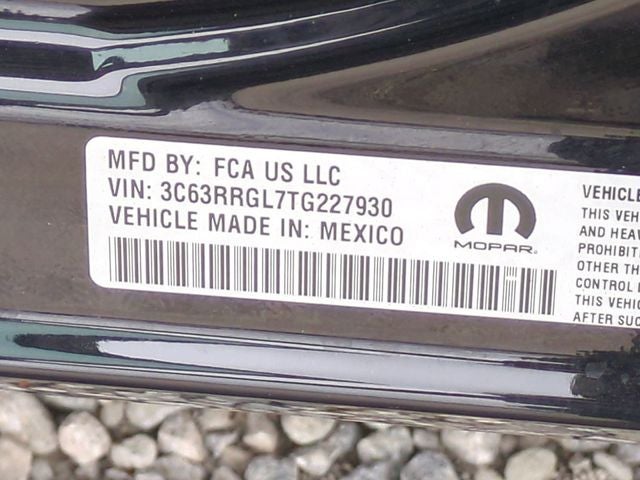 MFD BY: FCA US LLC
VIN: 3C63RRGL7TG227930
VEHICLE MADE IN: MEXICO
MOPAR®
VEHICLE
THIS VEH
AND HEAV
PROHIBIT
OTHER TH
CONTROL
THIS VEHIC
AFTER SUC